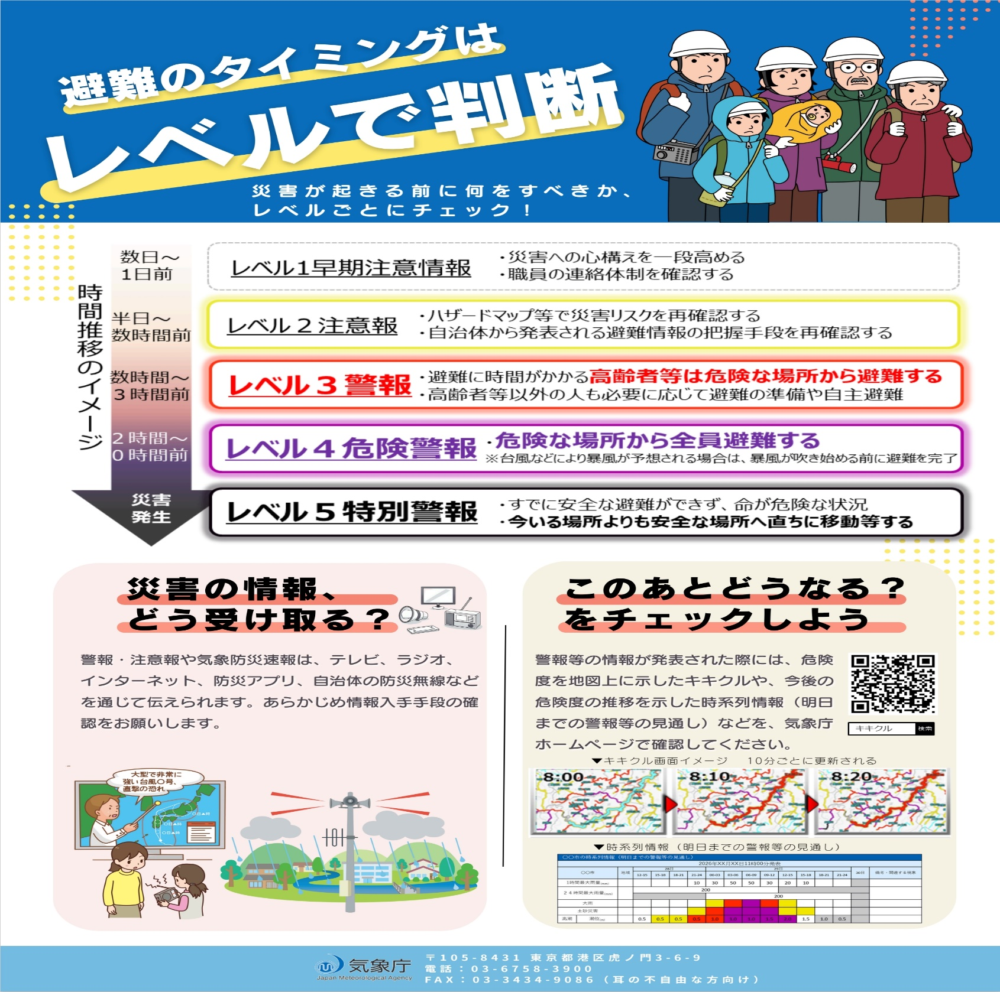 避難のタイミングは
レベルで判断
災害が起きる前に何をすべきか、
レベルごとにチェック！
時間推移のイメージ
数日～
1日前
レベル1早期注意情報
・災害への心構えを一段高める
・職員の連絡体制を確認する
半日～
数時間前
レベル２注意報
・ハザードマップ等で災害リスクを再確認する
・自治体から発表される避難情報の把握手段を再確認する
数時間～
３時間前
レベル３警報
・避難に時間がかかる高齢者等は危険な場所から避難する
・高齢者等以外の人も必要に応じて避難の準備や自主避難
２時間～
０時間前
レベル４危険警報
・危険な場所から全員避難する
※台風などにより暴風が予想される場合は、暴風が吹き始める前に避難を完了
災害
発生
レベル５特別警報
・すでに安全な避難ができず、命が危険な状況
・今いる場所よりも安全な場所へ直ちに移動等する
災害の情報、
どう受け取る？
警報・注意報や気象防災速報は、テレビ、ラジオ、
インターネット、防災アプリ、自治体の防災無線など
を通じて伝えられます。あらかじめ情報入手手段の確
認をお願いします。
大型で非常に
強い台風〇号、
直撃の恐れ
〇日▲時
〇日▲時
〇日▲時
このあとどうなる？
をチェックしよう
警報等の情報が発表された際には、危険
度を地図上に示したキキクルや、今後の
危険度の推移を示した時系列情報（明日
までの警報等の見通し）などを、気象庁
ホームページで確認してください。
キキクル 検索
▼キキクル画面イメージ 10分ごとに更新される
8:00 8:10 8:20
▼時系列情報（明日までの警報等の見通し）
〇〇市の時系列情報（明日までの警報等の見通し）
2026年XX月XX日11時00分発表
〇〇市 地域 28日 29日 30日 備考・関連する現象
12-15 15-18 18-21 21-24 00-03 03-06 06-09 09-12 12-15 15-18 18-21 21-24
1時間最大雨量(mm) 10 30 50 50 30 20 10
２４時間最大雨量(mm) 200 200
大雨
土砂災害
高潮 潮位(m) 0.5 0.5 0.5 0.5 1.0 1.0 1.0 1.5 2.0 1.5 1.0 0.5
気象庁
Japan Meteorological Agency
〒105-8431 東京都港区虎ノ門3-6-9
電話：03-6758-3900
FAX：03-3434-9086（耳の不自由な方向け）